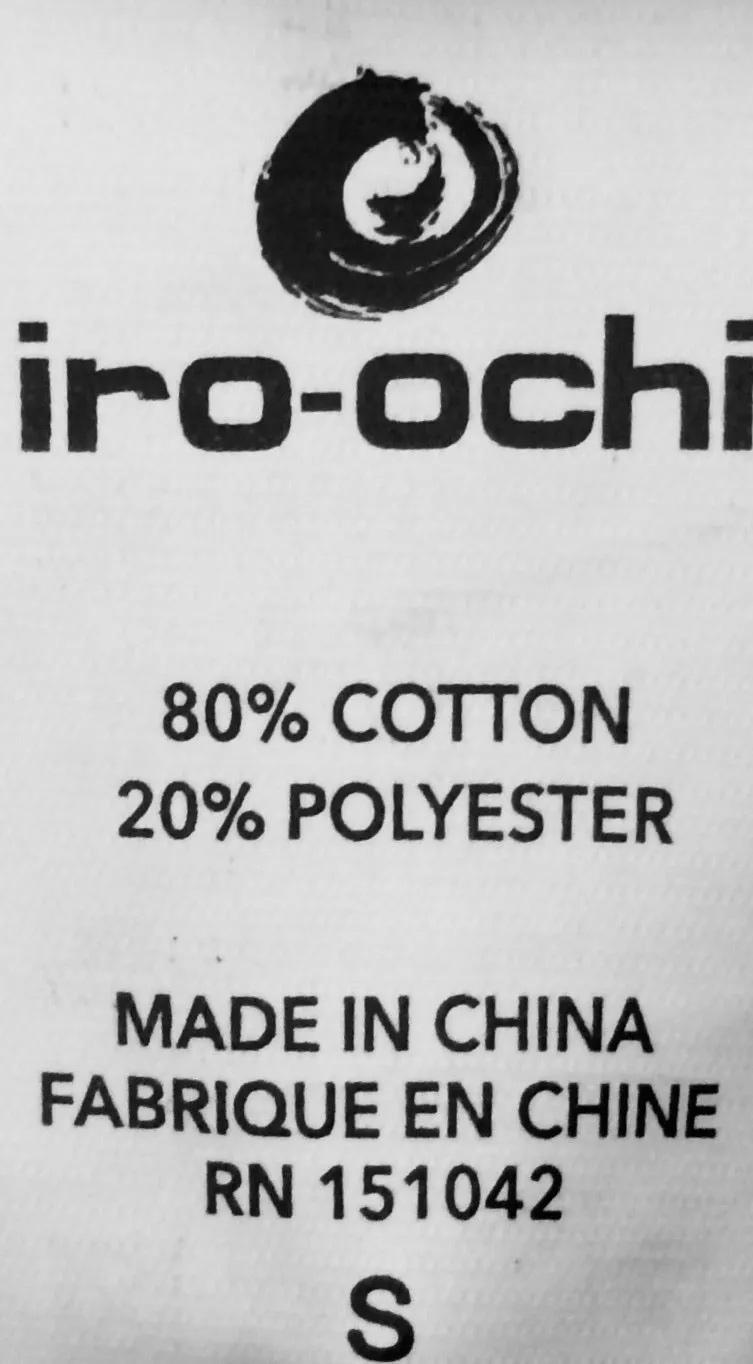 iro-ochi
80% COTTON
20% POLYESTER
MADE IN CHINA
FABRIQUE EN CHINE
RN 151042
S